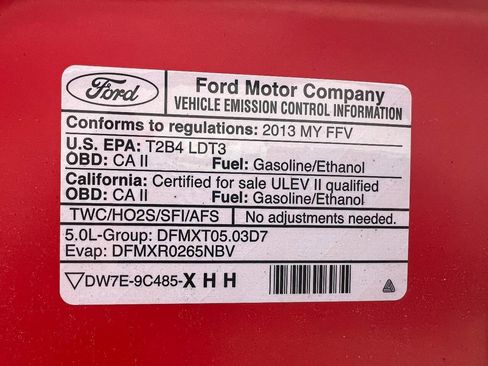 Ford
Ford Motor Company
VEHICLE EMISSION CONTROL INFORMATION
Conforms to regulations: 2013 MY FFV
U.S. EPA: T2B4 LDT3
OBD: CA II Fuel: Gasoline/Ethanol
California: Certified for sale ULEV II qualified
OBD: CA II Fuel: Gasoline/Ethanol
TWC/HO2S/SFI/AFS No adjustments needed.
5.0L-Group: DFMXT05.03D7
Evap: DFMXR0265NBV
DW7E-9C485-X H H